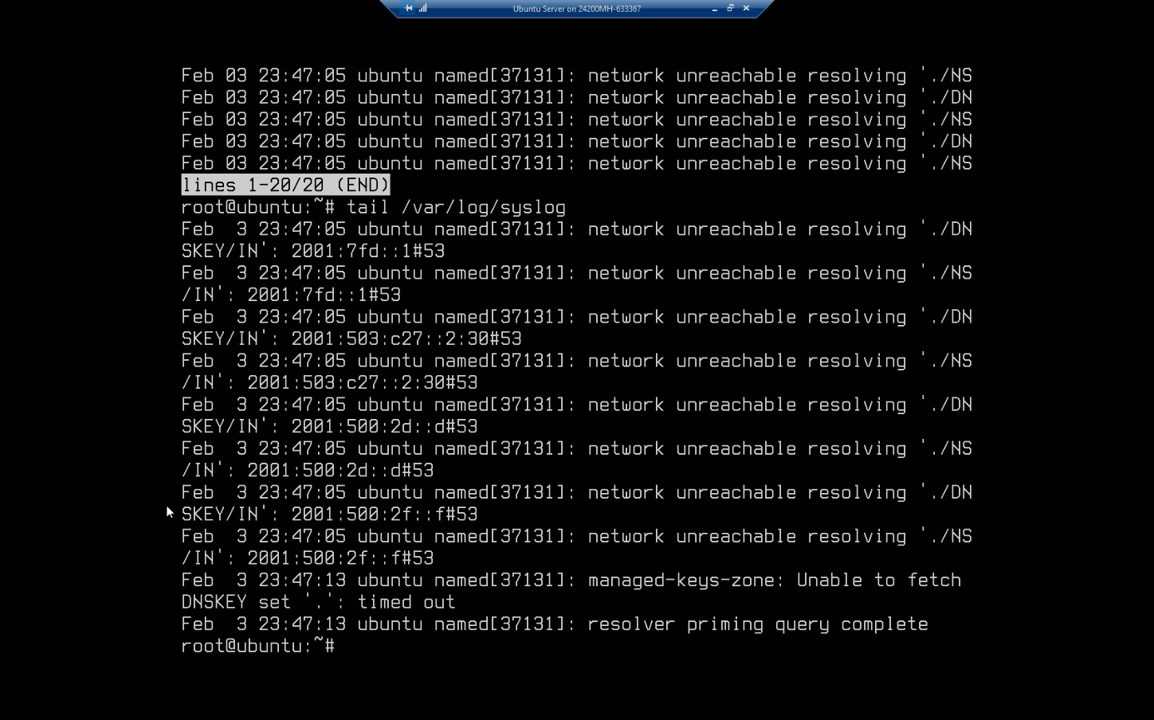 Ubuntu Server on 24200MH-633367
Feb 03 23:47:05 ubuntu named[37131]: network unreachable resolving './NS
Feb 03 23:47:05 ubuntu named[37131]: network unreachable resolving './DN
Feb 03 23:47:05 ubuntu named[37131]: network unreachable resolving './NS
Feb 03 23:47:05 ubuntu named[37131]: network unreachable resolving './DN
Feb 03 23:47:05 ubuntu named[37131]: network unreachable resolving './NS
lines 1-20/20 (END)
root@ubuntu:~# tail /var/log/syslog
Feb  3 23:47:05 ubuntu named[37131]: network unreachable resolving './DN
SKEY/IN': 2001:7fd::1#53
Feb  3 23:47:05 ubuntu named[37131]: network unreachable resolving './NS
/IN': 2001:7fd::1#53
Feb  3 23:47:05 ubuntu named[37131]: network unreachable resolving './DN
SKEY/IN': 2001:503:c27::2:30#53
Feb  3 23:47:05 ubuntu named[37131]: network unreachable resolving './NS
/IN': 2001:503:c27::2:30#53
Feb  3 23:47:05 ubuntu named[37131]: network unreachable resolving './DN
SKEY/IN': 2001:500:2d::d#53
Feb  3 23:47:05 ubuntu named[37131]: network unreachable resolving './NS
/IN': 2001:500:2d::d#53
Feb  3 23:47:05 ubuntu named[37131]: network unreachable resolving './DN
SKEY/IN': 2001:500:2f::f#53
Feb  3 23:47:05 ubuntu named[37131]: network unreachable resolving './NS
/IN': 2001:500:2f::f#53
Feb  3 23:47:13 ubuntu named[37131]: managed-keys-zone: Unable to fetch
DNSKEY set '.': timed out
Feb  3 23:47:13 ubuntu named[37131]: resolver priming query complete
root@ubuntu:~#